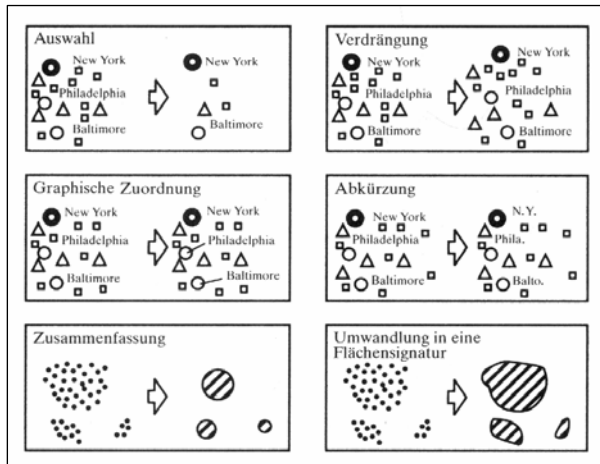 Auswahl
New York
Philadelphia
Baltimore
New York
Baltimore
Verdrängung
New York
Philadelphia
Baltimore
New York
Philadelphia
Baltimore
Graphische Zuordnung
New York
Philadelphia
Baltimore
New York
Philadelphia
Baltimore
Abkürzung
New York
Philadelphia
Baltimore
N.Y.
Phila.
Balto.
Zusammenfassung
Umwandlung in eine
Flächensignatur